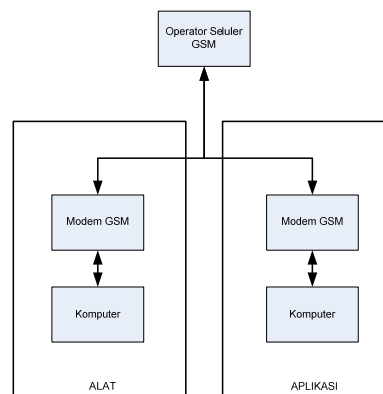 Operator Seluler
GSM
Modem GSM
Modem GSM
Komputer
Komputer
ALAT
APLIKASI